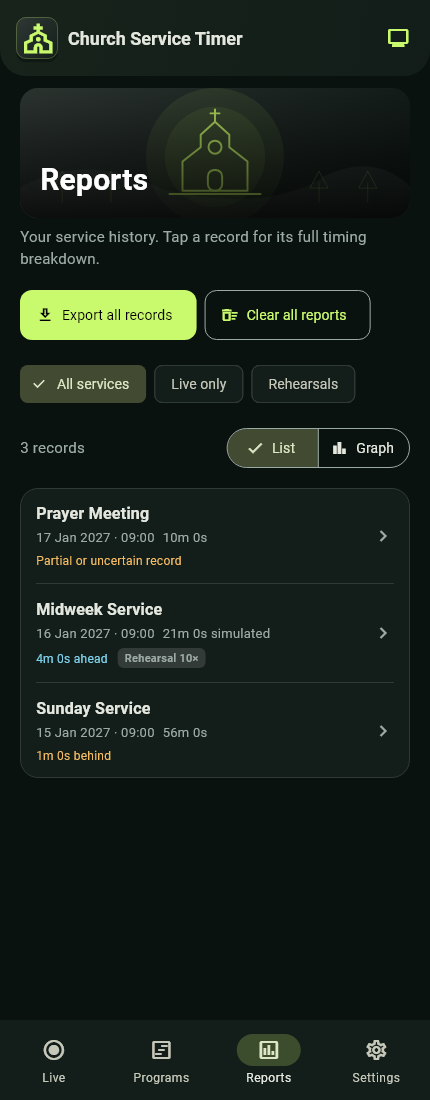 Church Service Timer
Reports
Your service history. Tap a record for its full timing
breakdown.
Export all records
Clear all reports
All services
Live only
Rehearsals
3 records
List
Graph
Prayer Meeting
17 Jan 2027 · 09:00  10m 0s
Partial or uncertain record
Midweek Service
16 Jan 2027 · 09:00  21m 0s simulated
4m 0s ahead
Rehearsal 10×
Sunday Service
15 Jan 2027 · 09:00  56m 0s
1m 0s behind
Live
Programs
Reports
Settings